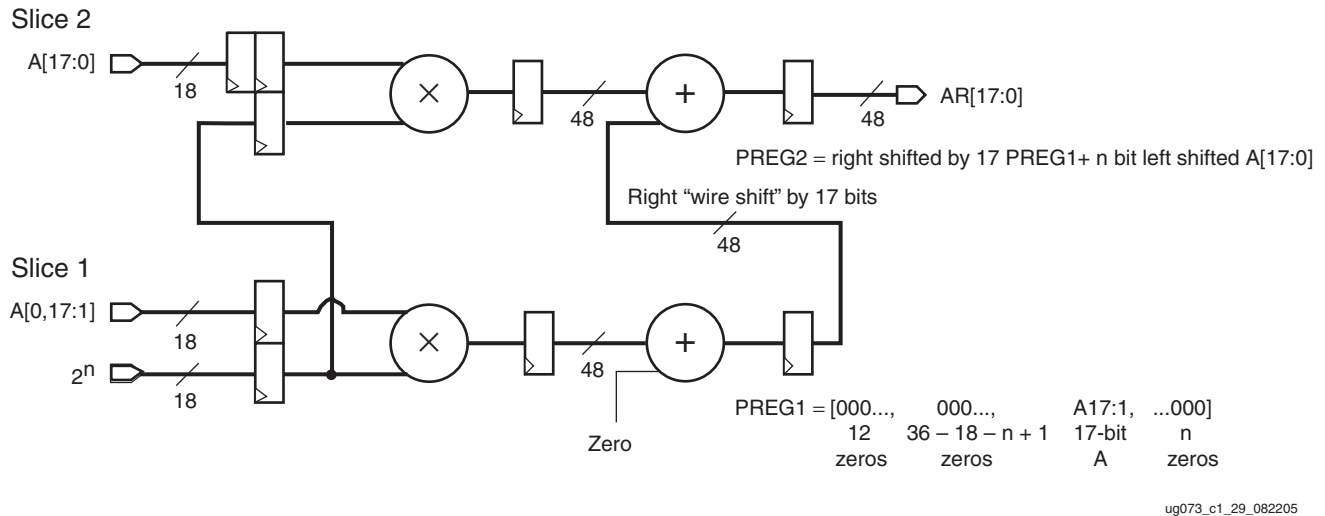 Slice 2
A[17:0]
18
×
48
+
48
AR[17:0]
PREG2 = right shifted by 17 PREG1+ n bit left shifted A[17:0]
Right “wire shift” by 17 bits
48
Slice 1
A[0,17:1]
18
2n
18
×
48
+
Zero
PREG1 = [000..., 000..., A17:1, ...000]
12 36 – 18 – n + 1 17-bit n
zeros zeros A zeros
ug073_c1_29_082205